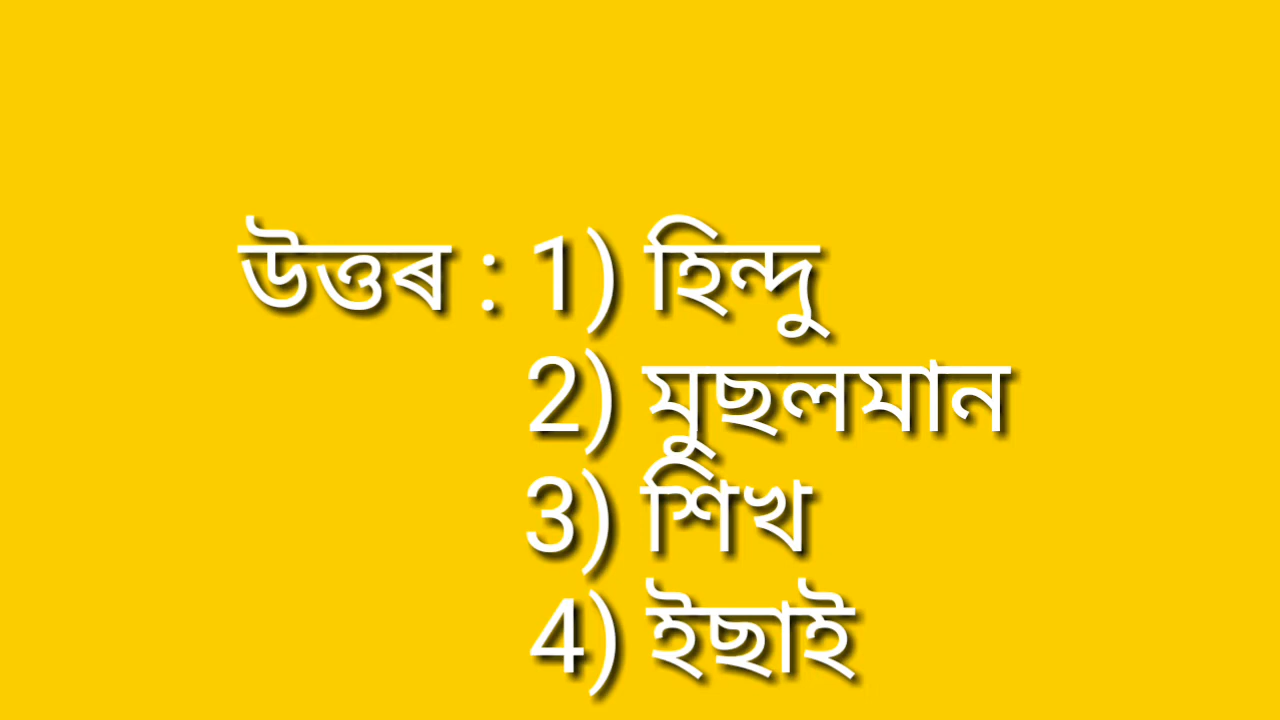 উত্তৰ : 1) হিন্দু
2) মুছলমান
3) শিখ
4) ইছাই